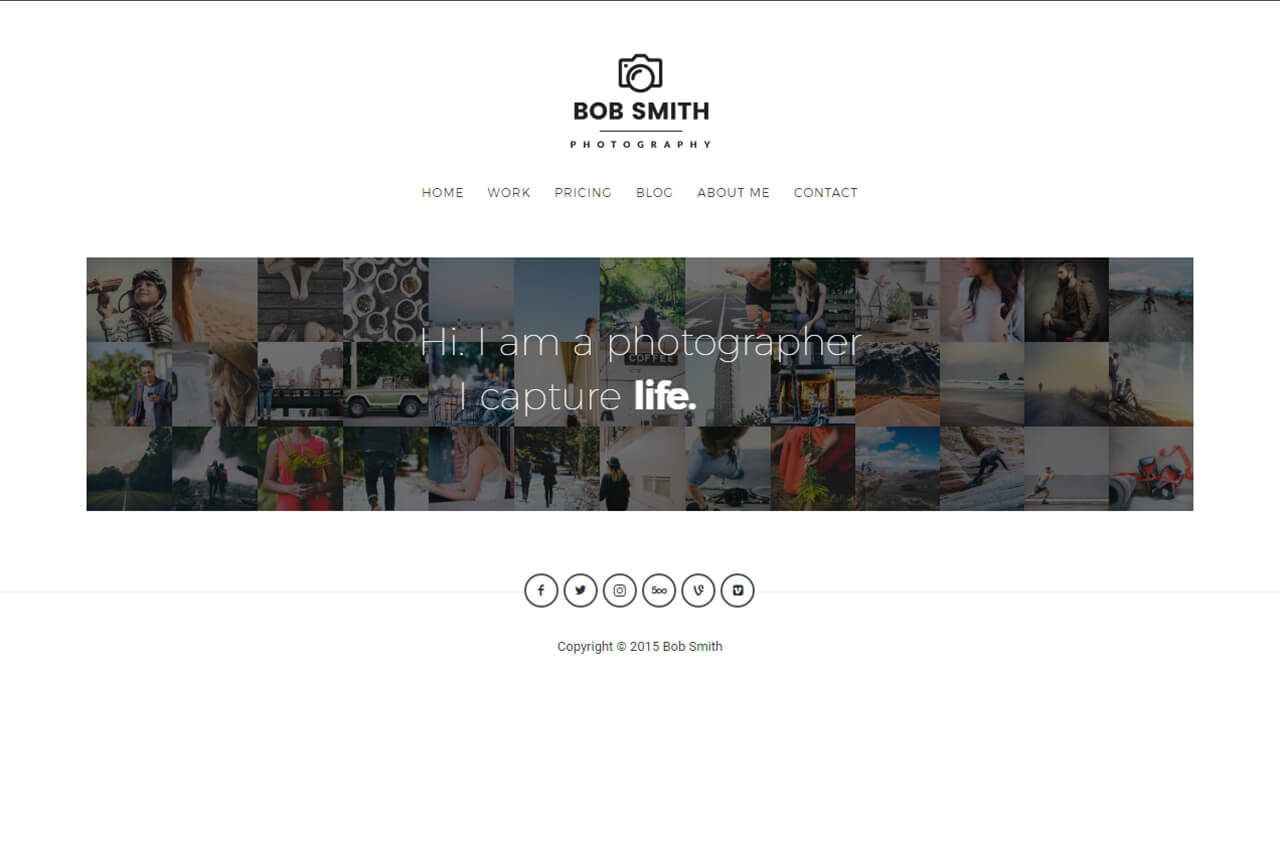 BOB SMITH
PHOTOGRAPHY
HOME WORK PRICING BLOG ABOUT ME CONTACT
Hi. I am a photographer
COFFEE
I capture life.
500
Copyright © 2015 Bob Smith